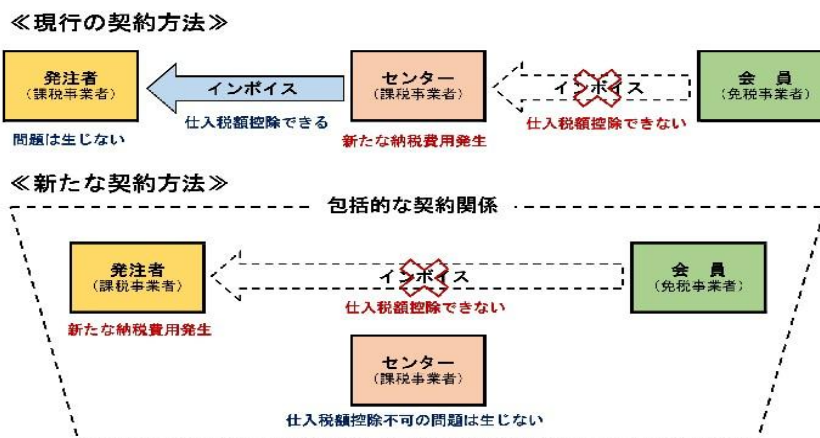 ≪現行の契約方法≫
発注者
（課税事業者）
インボイス
センター
（課税事業者）
インボイス
会 員
（免税事業者）
問題は生じない
仕入税額控除できる
新たな納税費用発生
仕入税額控除できない
≪新たな契約方法≫
包括的な契約関係
発注者
（課税事業者）
インボイス
会 員
（免税事業者）
仕入税額控除できない
新たな納税費用発生
センター
（課税事業者）
仕入税額控除不可の問題は生じない